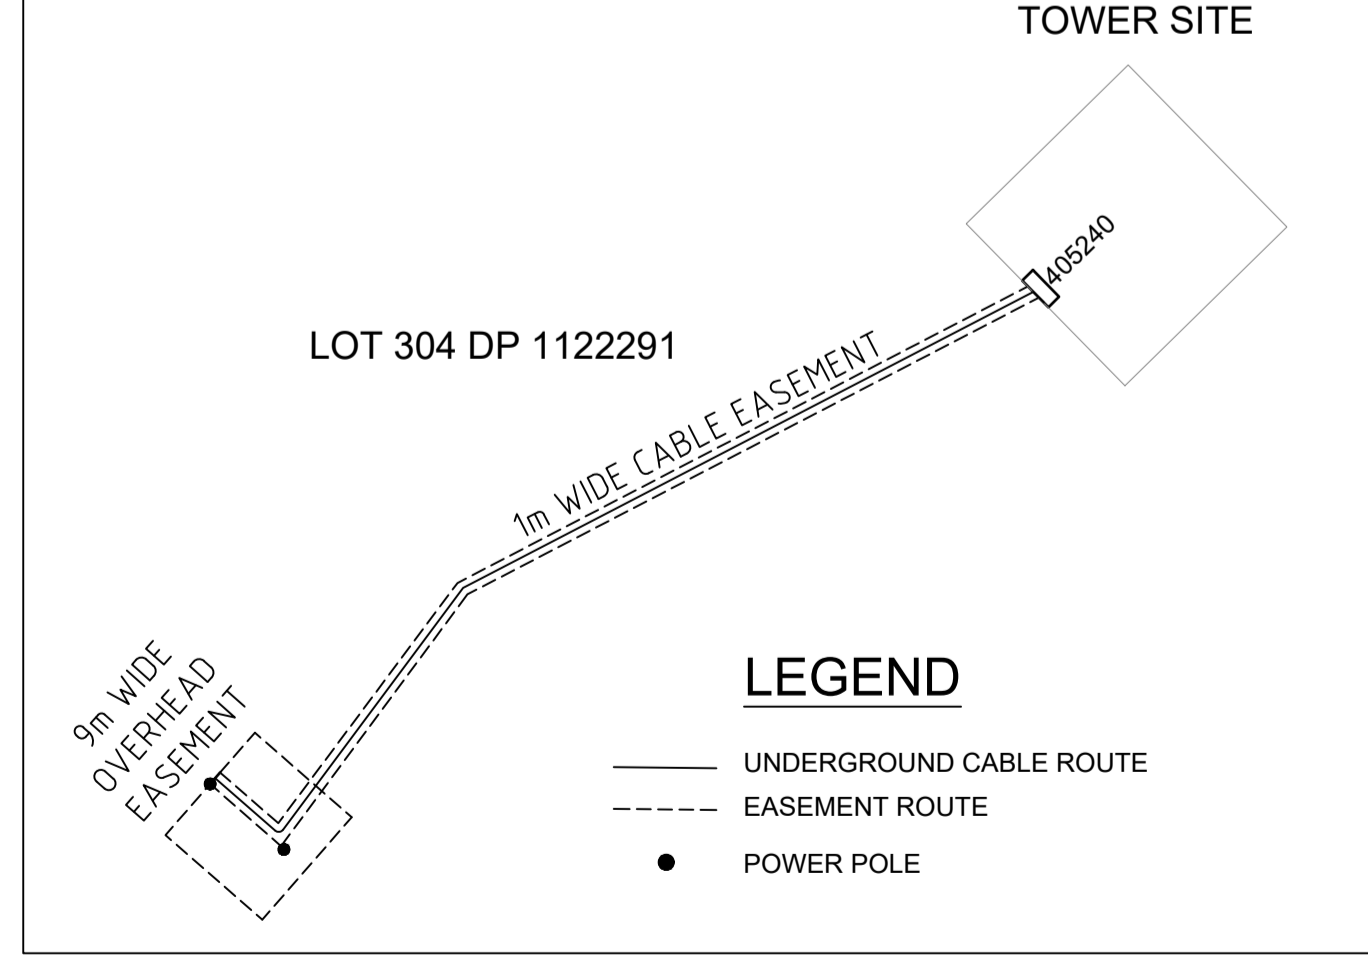 TOWER SITE
405240
LOT 304 DP 1122291
1m WIDE CABLE EASEMENT
9m WIDE
OVERHEAD
EASEMENT
LEGEND
UNDERGROUND CABLE ROUTE
EASEMENT ROUTE
POWER POLE